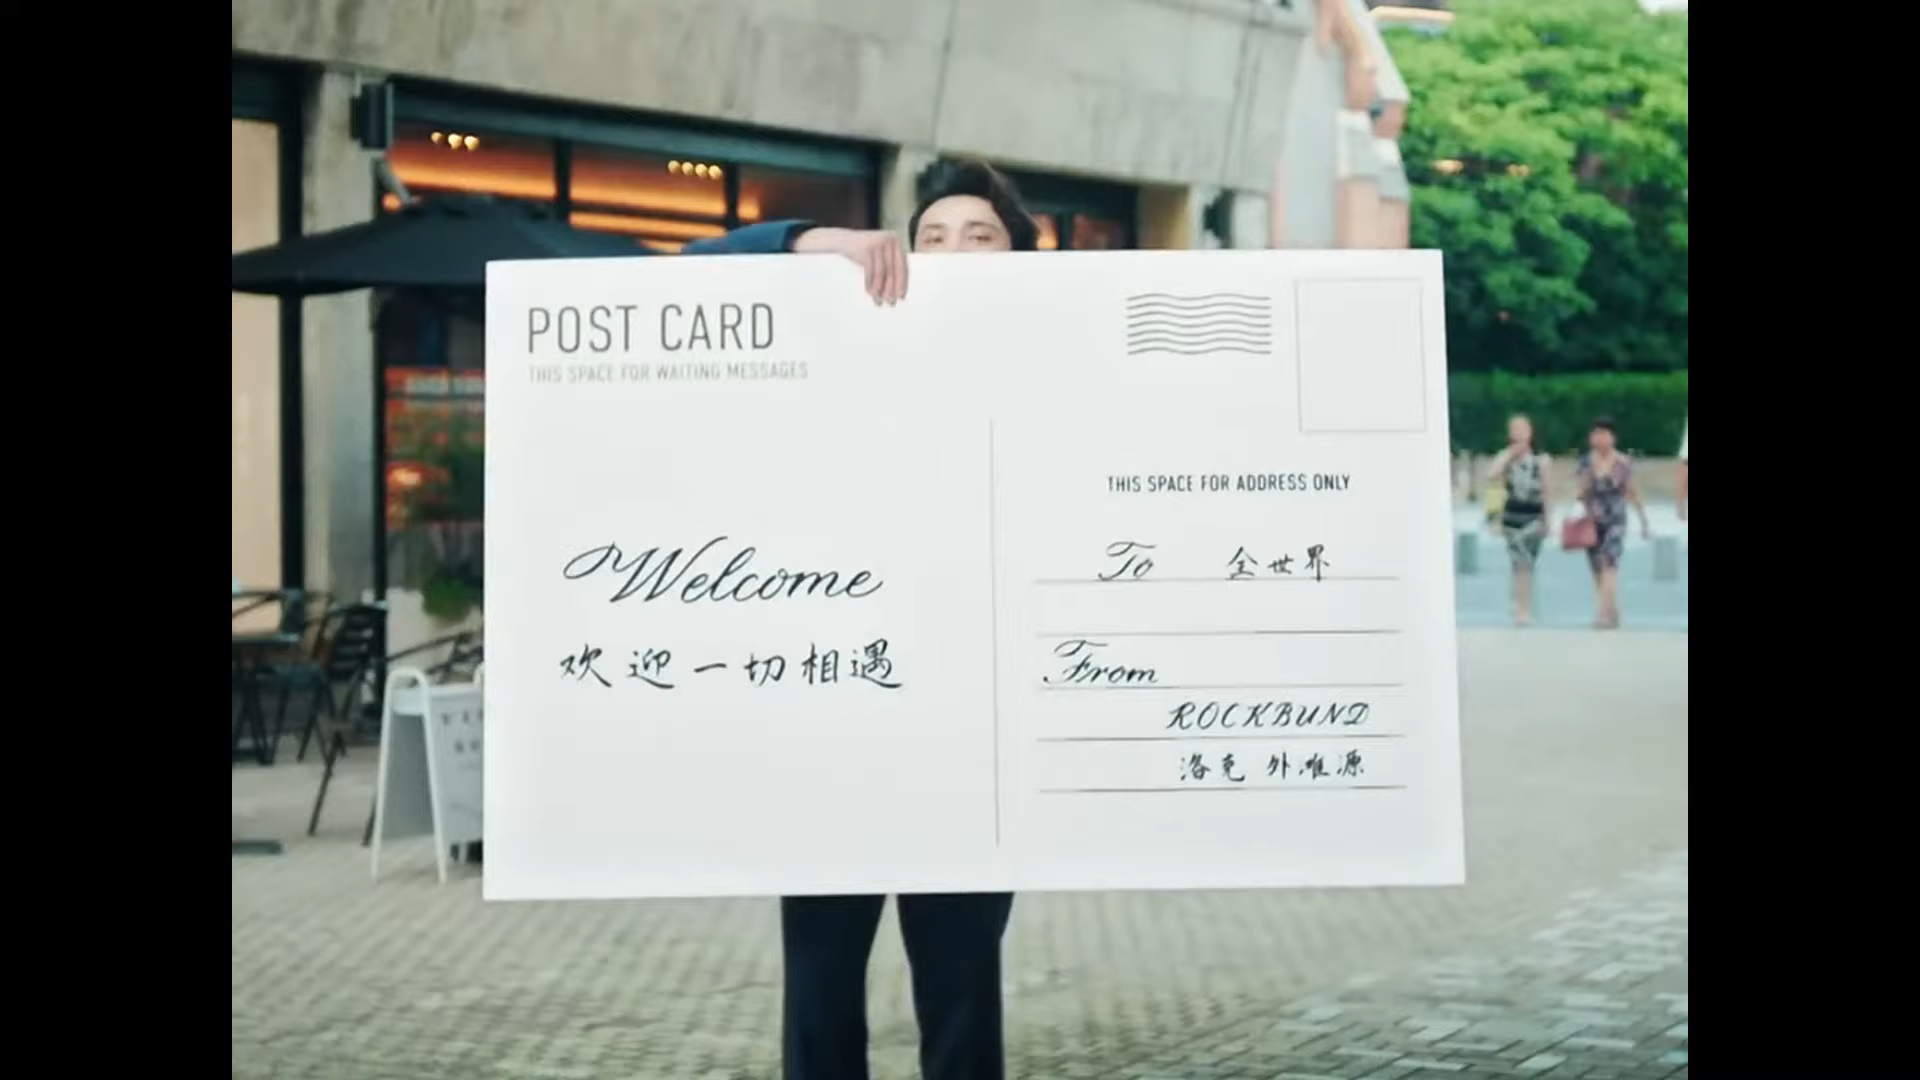 POST CARD
THIS SPACE FOR WAITING MESSAGES
THIS SPACE FOR ADDRESS ONLY
Welcome
欢迎一切相遇
To 全世界
From
ROCKBUND
洛克·外滩源